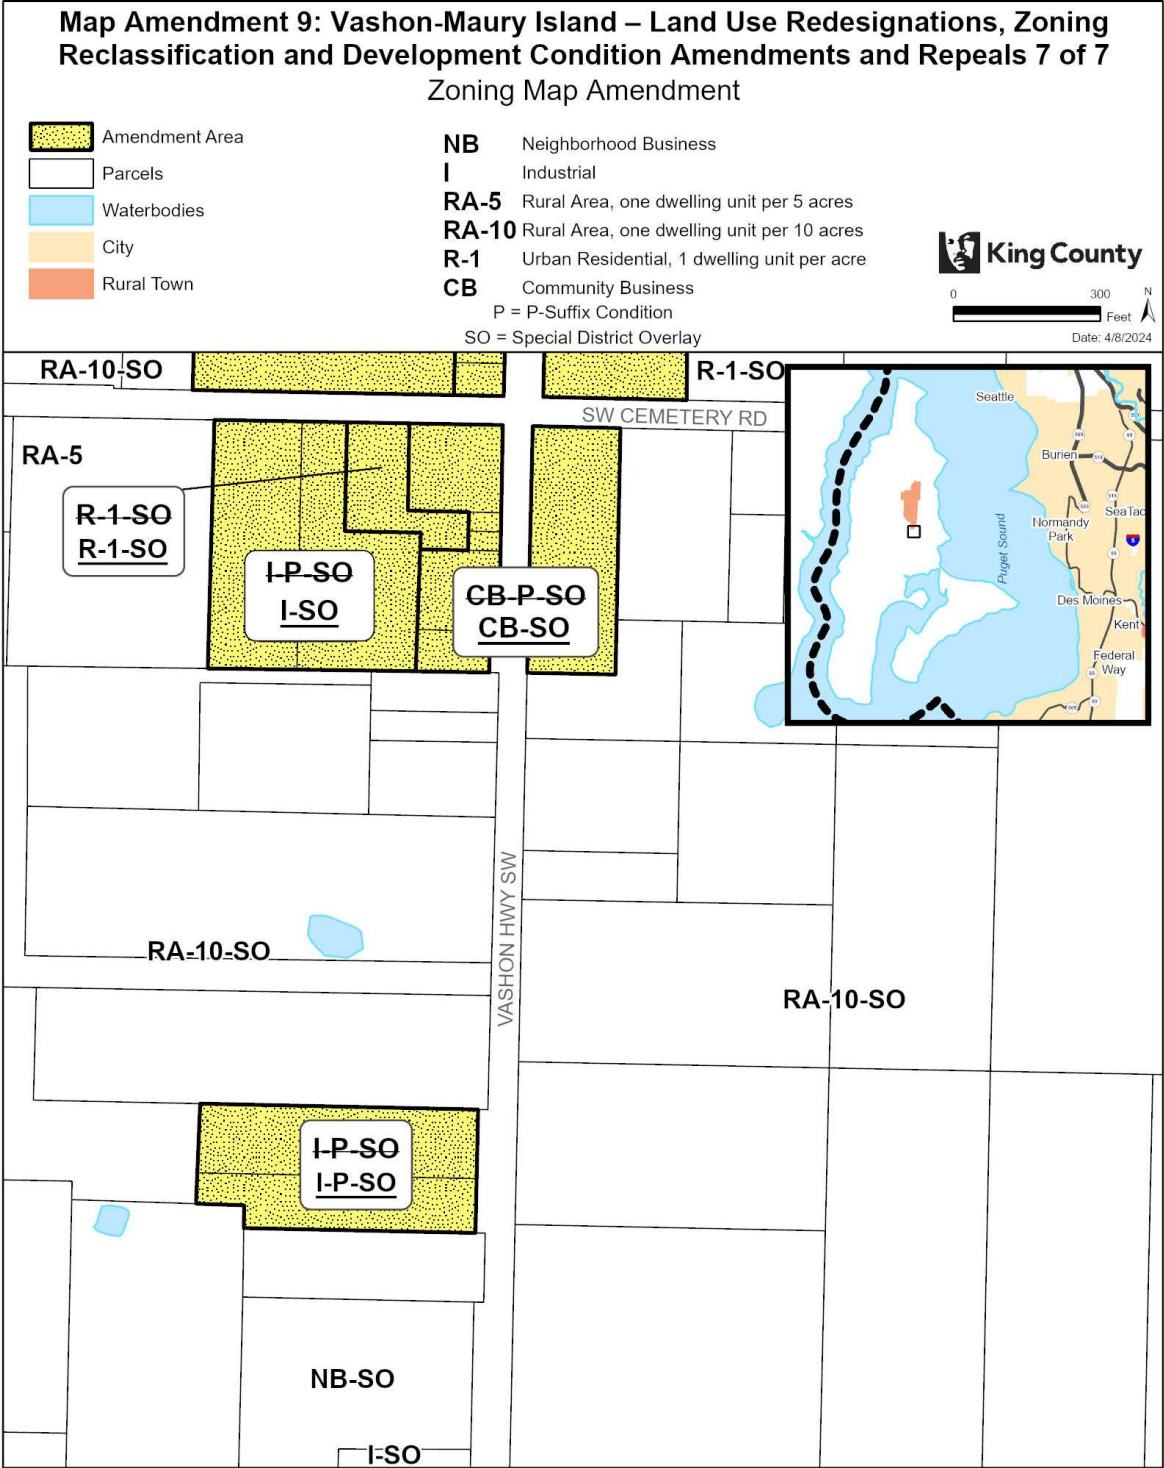 Map Amendment 9: Vashon-Maury Island – Land Use Redesignations, Zoning
Reclassification and Development Condition Amendments and Repeals 7 of 7
Zoning Map Amendment
Amendment Area
Parcels
Waterbodies
City
Rural Town
NB Neighborhood Business
I Industrial
RA-5 Rural Area, one dwelling unit per 5 acres
RA-10 Rural Area, one dwelling unit per 10 acres
R-1 Urban Residential, 1 dwelling unit per acre
CB Community Business
P = P-Suffix Condition
SO = Special District Overlay
King County
0 300
Feet
N
Date: 4/8/2024
RA-10-SO
R-1-SO
SW CEMETERY RD
RA-5
R-1-SO
R-1-SO
I-P-SO
I-SO
CB-P-SO
CB-SO
Seattle
Burien
SeaTac
Normandy
Park
Puget Sound
Des Moines
Kent
Federal
Way
VASHON HWY SW
RA-10-SO
RA-10-SO
I-P-SO
I-P-SO
NB-SO
I-SO